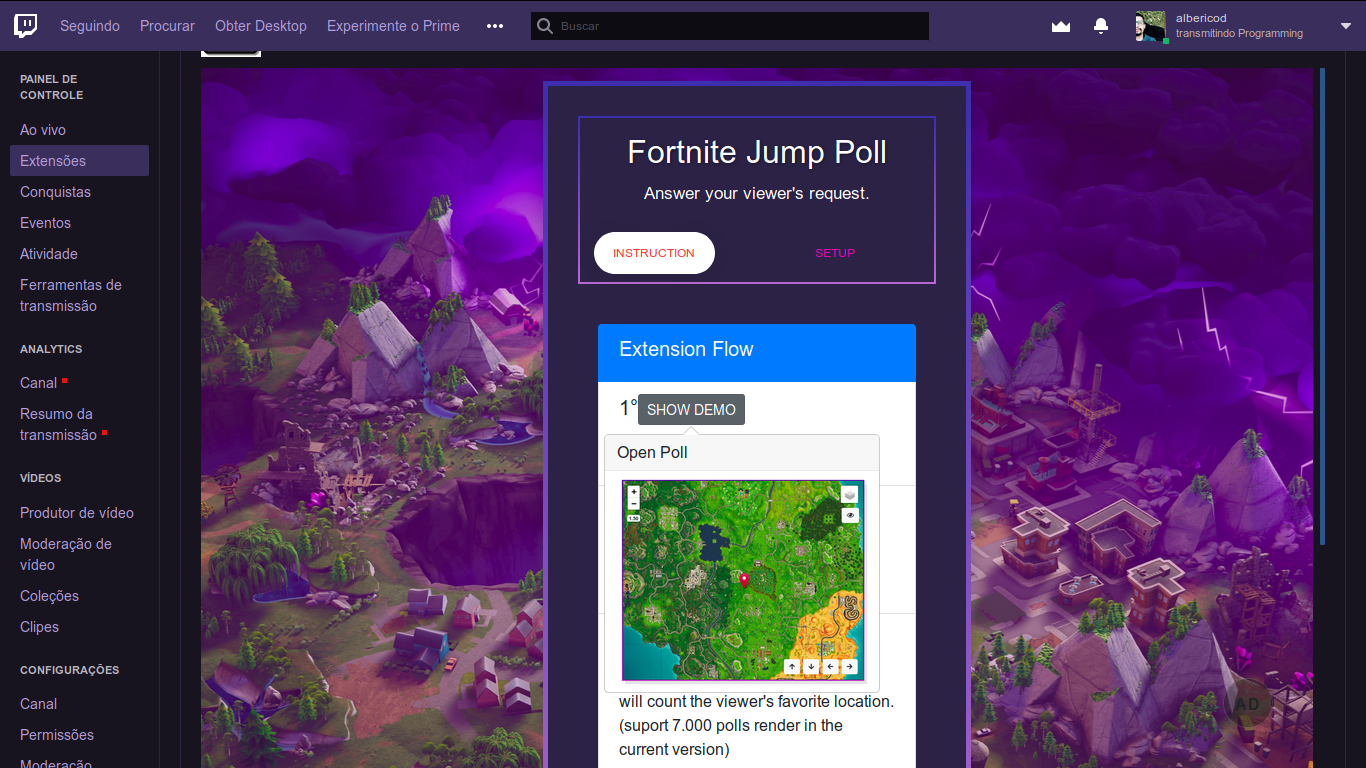 Seguindo
Procurar
Obter Desktop
Experimente o Prime
Buscar
albericod
transmitindo Programming
PAINEL DE
CONTROLE
Ao vivo
Extensões
Conquistas
Eventos
Atividade
Ferramentas de
transmissão
ANALYTICS
Canal
Resumo da
transmissão
VÍDEOS
Produtor de vídeo
Moderação de
vídeo
Coleções
Clipes
CONFIGURAÇÕES
Canal
Permissões
Moderação
Fortnite Jump Poll
Answer your viewer's request.
INSTRUCTION
SETUP
Extension Flow
1° SHOW DEMO
Open Poll
will count the viewer's favorite location.
(suport 7.000 polls render in the
current version)
AD